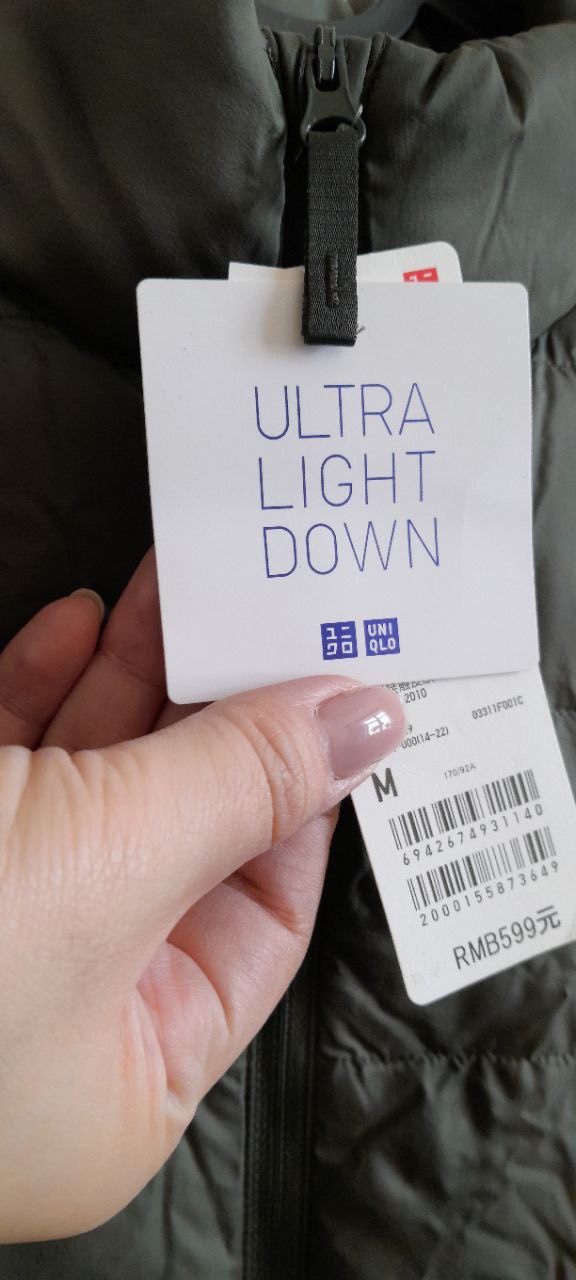 ULTRA
LIGHT
DOWN
ユニ
クロ
UNI
QLO
2010
03311F001C
000(14-22)
M
170/92A
6942674931140
2000155873649
RMB599元